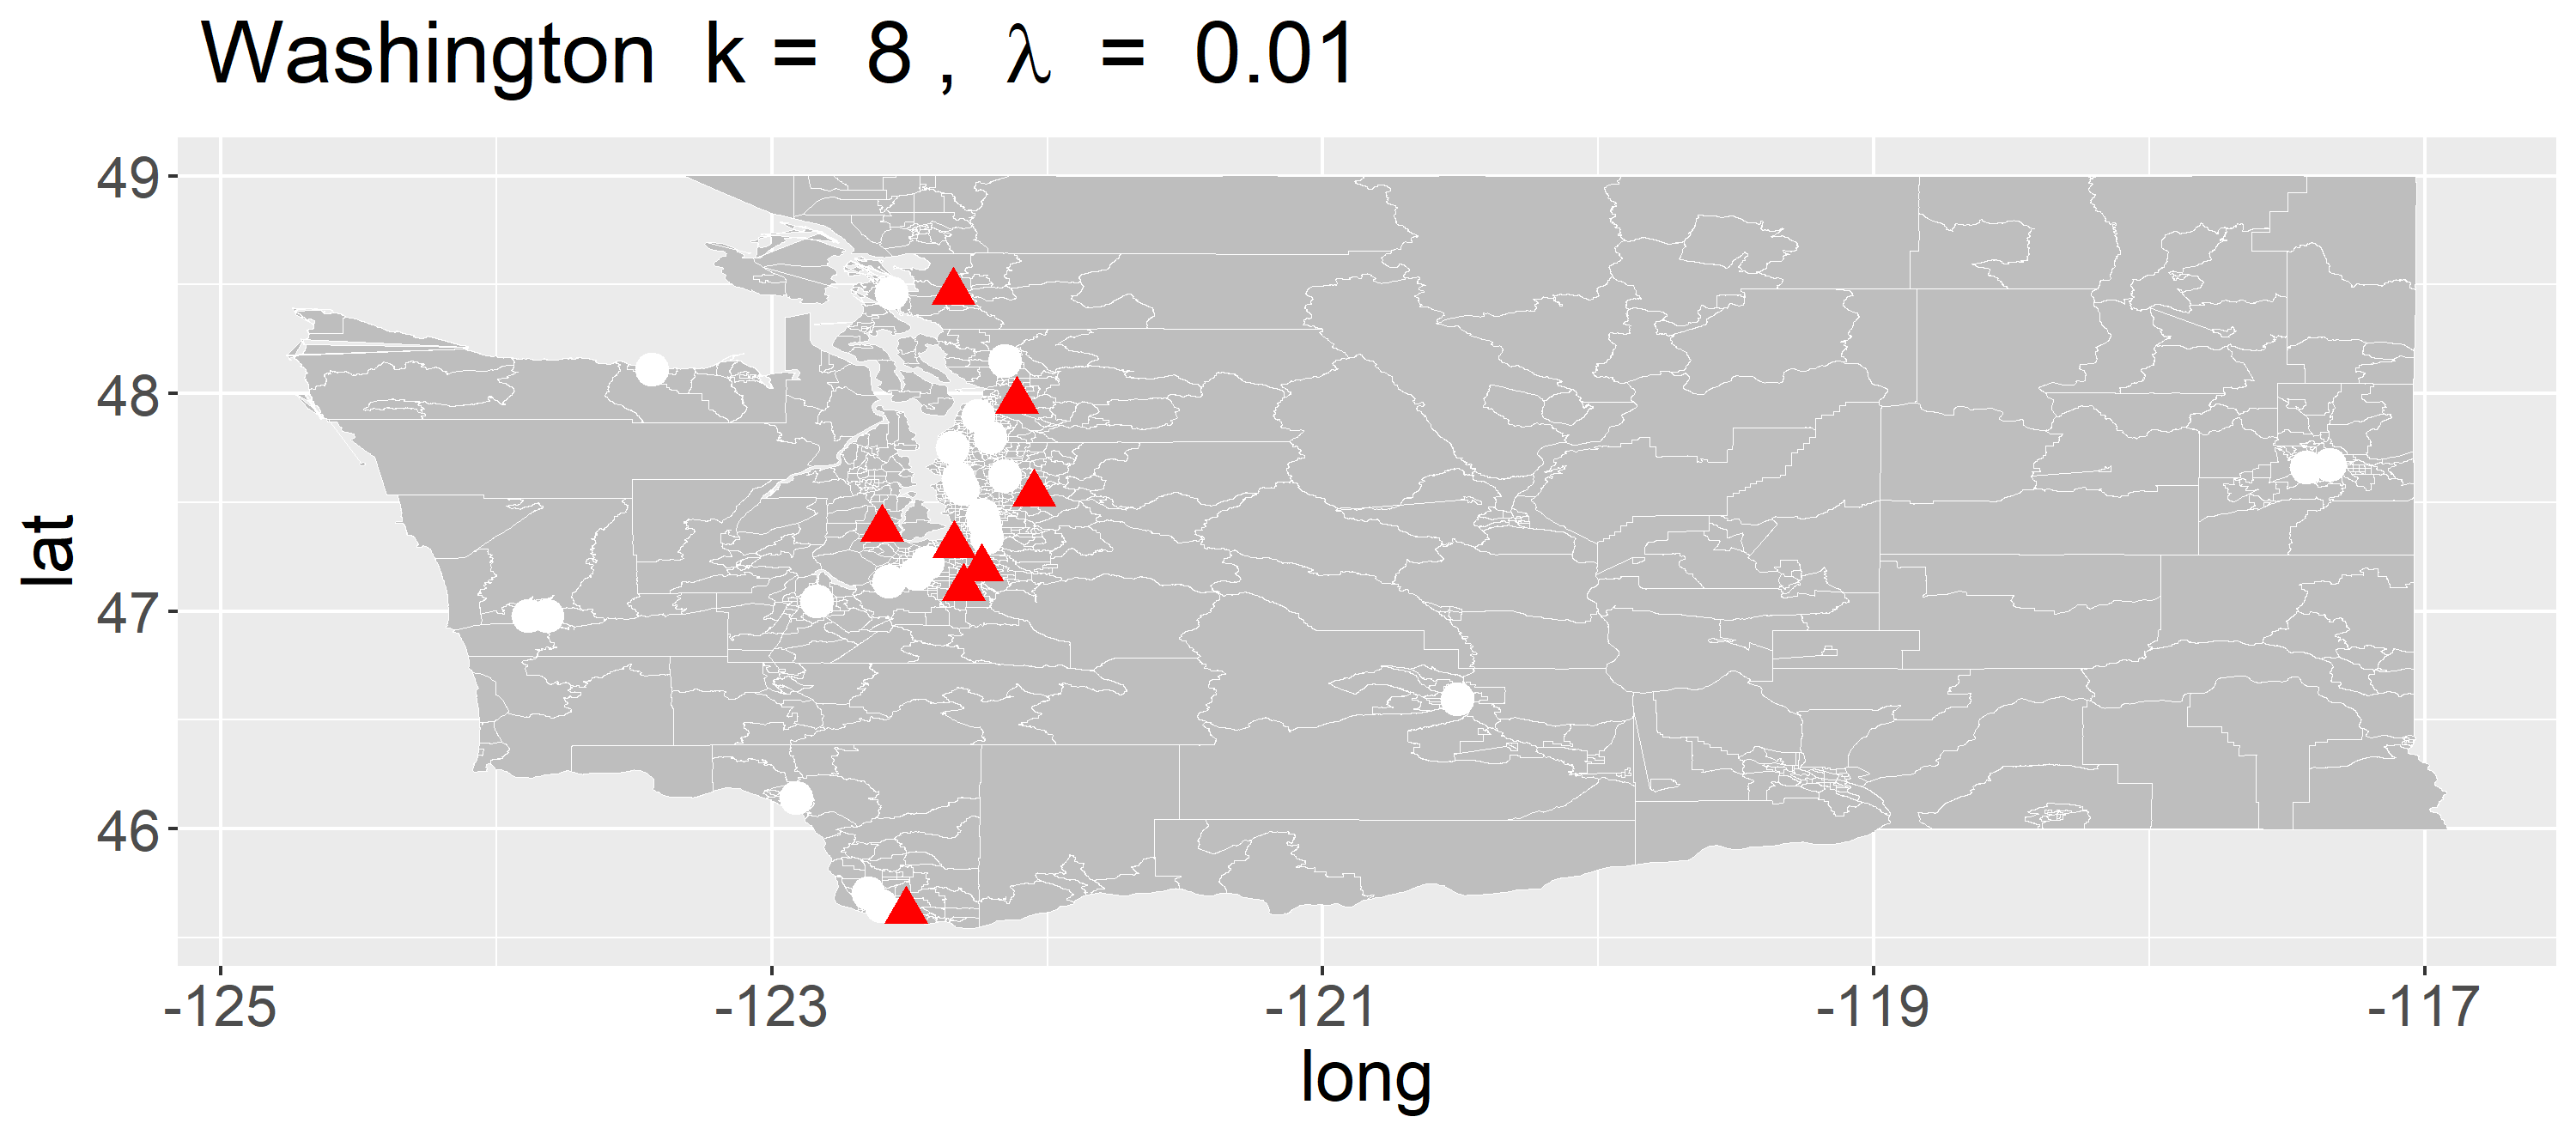 Washington k = 8 , λ = 0.01
49
48
47
46
lat
-125 -123 -121 -119 -117
long